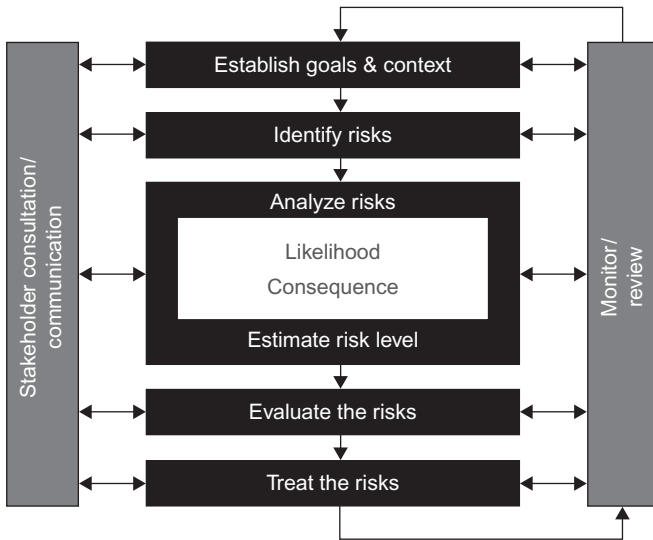 Stakeholder consultation/
communication
Establish goals & context
Identify risks
Analyze risks
Likelihood
Consequence
Estimate risk level
Evaluate the risks
Treat the risks
Monitor/
review